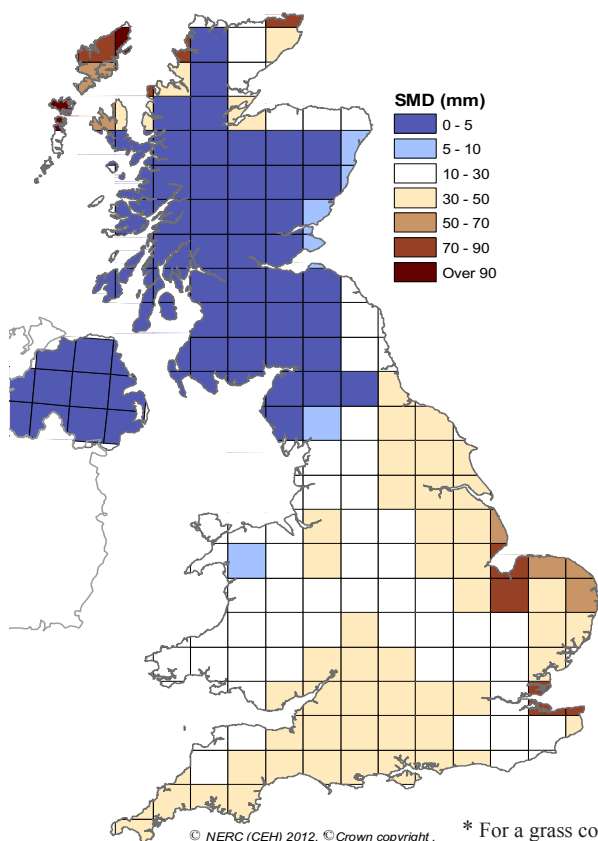 SMD (mm)
0 - 5
5 - 10
10 - 30
30 - 50
50 - 70
70 - 90
Over 90
© NERC (CEH) 2012. © Crown copyright .
* For a grass co